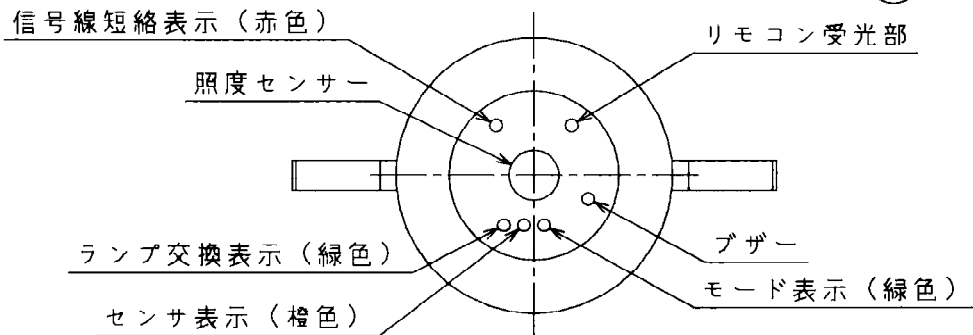 信号線短絡表示（赤色）
リモコン受光部
照度センサー
ランプ交換表示（緑色）
ブザー
モード表示（緑色）
センサ表示（橙色）